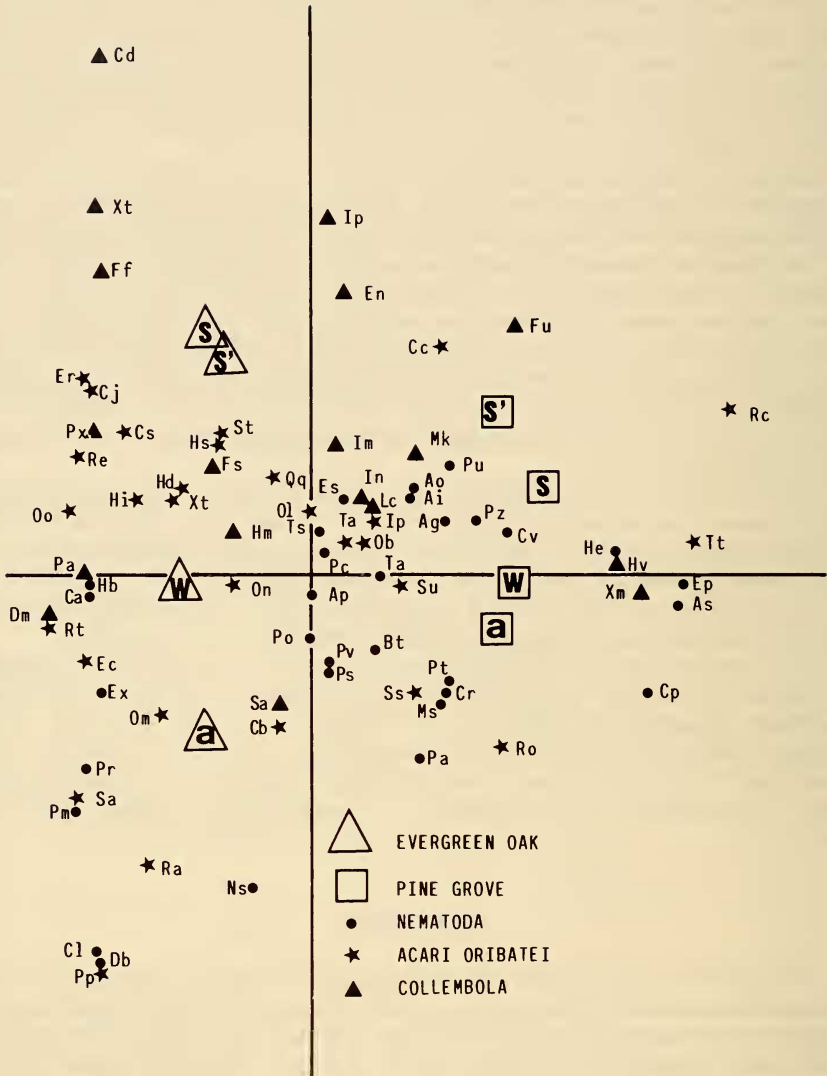 Cd
Xt
Ip
Ff
En
S
Fu
S'
Cc
Er
Cj
S'
Rc
Px
Cs
St
Hs
Im
Mk
Re
Fs
Pu
Qq
S
Hd
Es
In
Ao
Hi
Xt
Lc
Ai
Oo
Ol
Ta
Ip
Ag
Pz
Hm
Ts
Ob
Cv
Tt
He
Pa
Pc
Ta
Hv
Hb
W
On
Su
W
Ep
Ca
Ap
Xm
As
Dm
Rt
a
Po
Bt
Ec
Pv
Ps
Pt
Ex
Ss
Cr
Cp
Sa
Ms
Om
Cb
a
Ro
Pa
Pr
Sa
Pm
EVERGREEN OAK
Ra
Ns
PINE GROVE
NEMATODA
Cl
Db
ACARI ORIBATEI
Pp
COLLEMBOLA